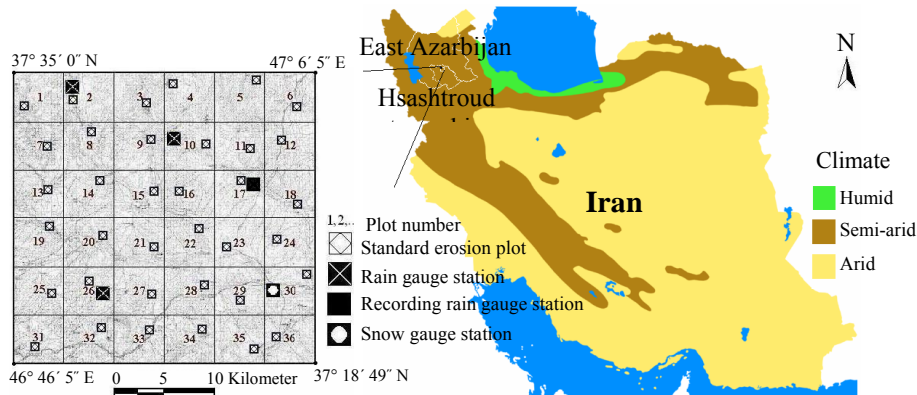 37° 35′ 0″ N 47° 6′ 5″ E
1 2 3 4 5 6
7 8 9 10 11 12
13 14 15 16 17 18
19 20 21 22 23 24
25 26 27 28 29 30
31 32 33 34 35 36
46° 46′ 5″ E 37° 18′ 49″ N
0 5 10 Kilometer
1,2,.. Plot number
Standard erosion plot
Rain gauge station
Recording rain gauge station
Snow gauge station
East Azarbijan
Hsashtroud
Iran
N
Climate
Humid
Semi-arid
Arid